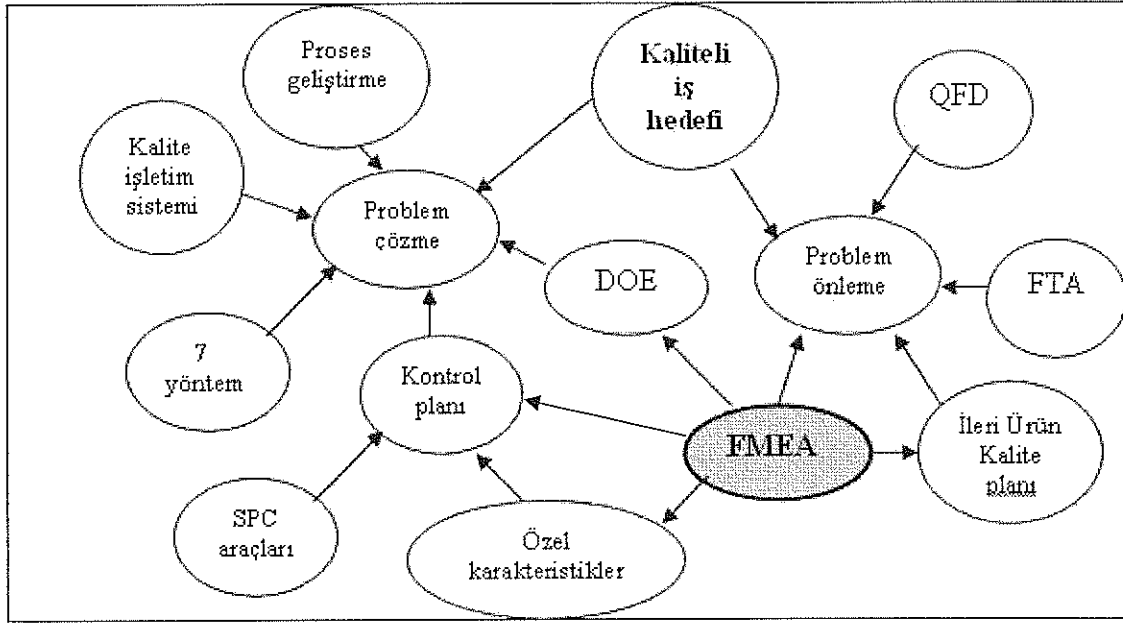 Proses
geliştirme
Kaliteli
iş
hedefi
QFD
Kalite
işletim
sistemi
Problem
çözme
DOE
Problem
önleme
FTA
7
yöntem
Kontrol
planı
FMEA
İleri Ürün
Kalite
planı
SPC
araçları
Özel
karakteristikler